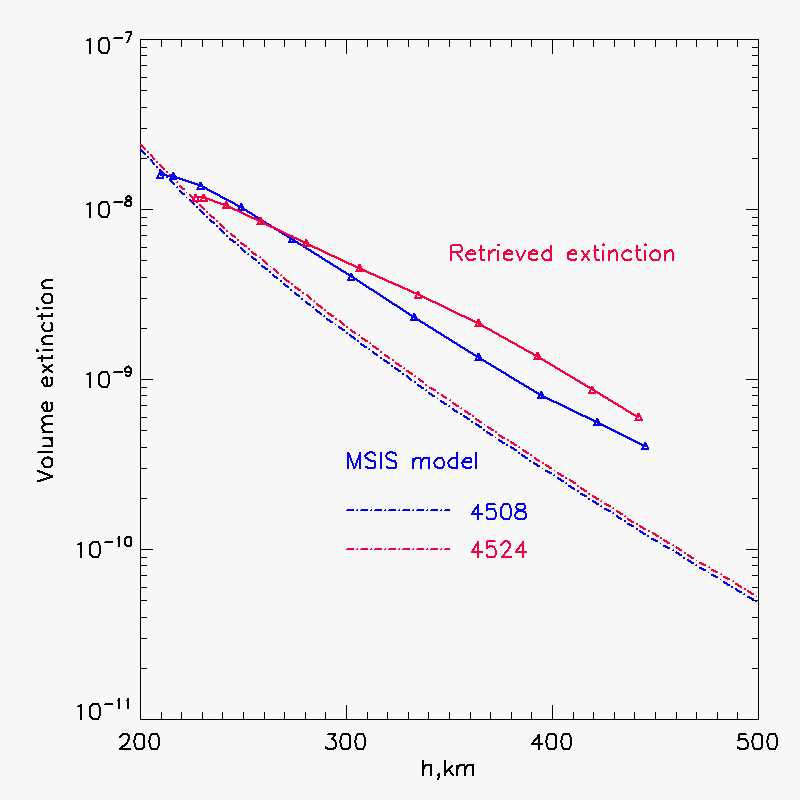 10⁻⁷
10⁻⁸
Retrieved extinction
Volume extinction
10⁻⁹
MSIS model
4508
4524
10⁻¹⁰
10⁻¹¹
200 300 400 500
h,km